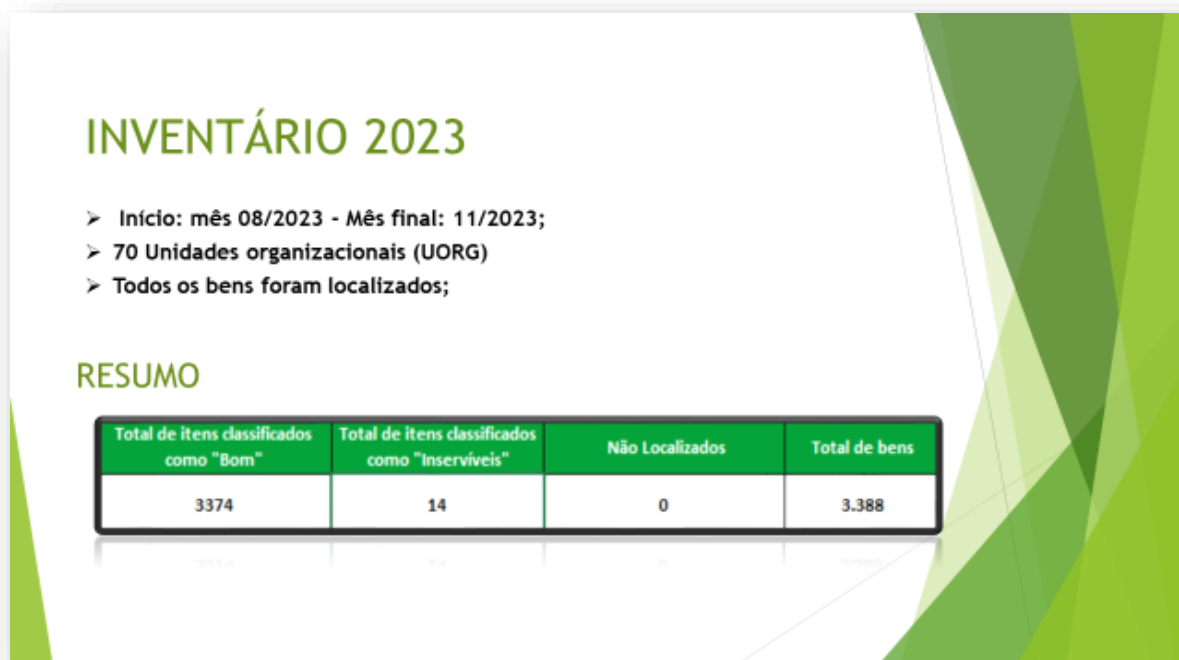 INVENTÁRIO 2023
➢ Início: mês 08/2023 - Mês final: 11/2023;
➢ 70 Unidades organizacionais (UORG)
➢ Todos os bens foram localizados;
RESUMO
Total de itens classificados como "Bom" Total de itens classificados como "Inservíveis" Não Localizados Total de bens
3374 14 0 3.388